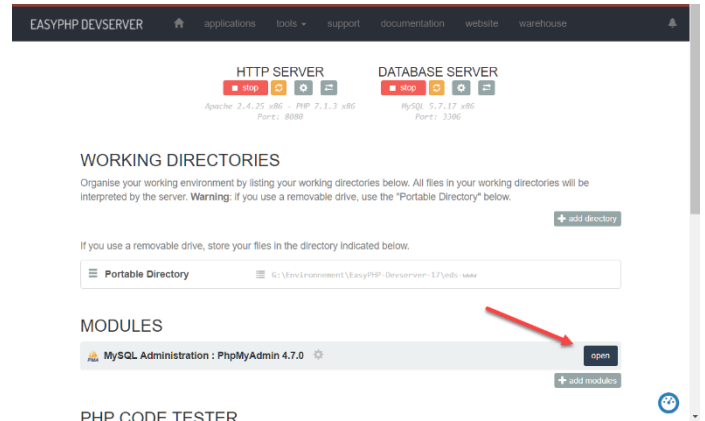 EASYPHP DEVSERVER applications tools support documentation website warehouse
HTTP SERVER
stop
Apache 2.4.25 x86 - PHP 7.1.3 x86
Port: 8080
DATABASE SERVER
stop
MySQL 5.7.17 x86
Port: 3306
WORKING DIRECTORIES
Organise your working environment by listing your working directories below. All files in your working directories will be
interpreted by the server. Warning: if you use a removable drive, use the "Portable Directory" below.
+ add directory
If you use a removable drive, store your files in the directory indicated below.
Portable Directory G:\Environnement\EasyPHP-Devserver-17\eds-www
MODULES
PMA MySQL Administration : PhpMyAdmin 4.7.0 open
+ add modules
PHP CODE TESTER